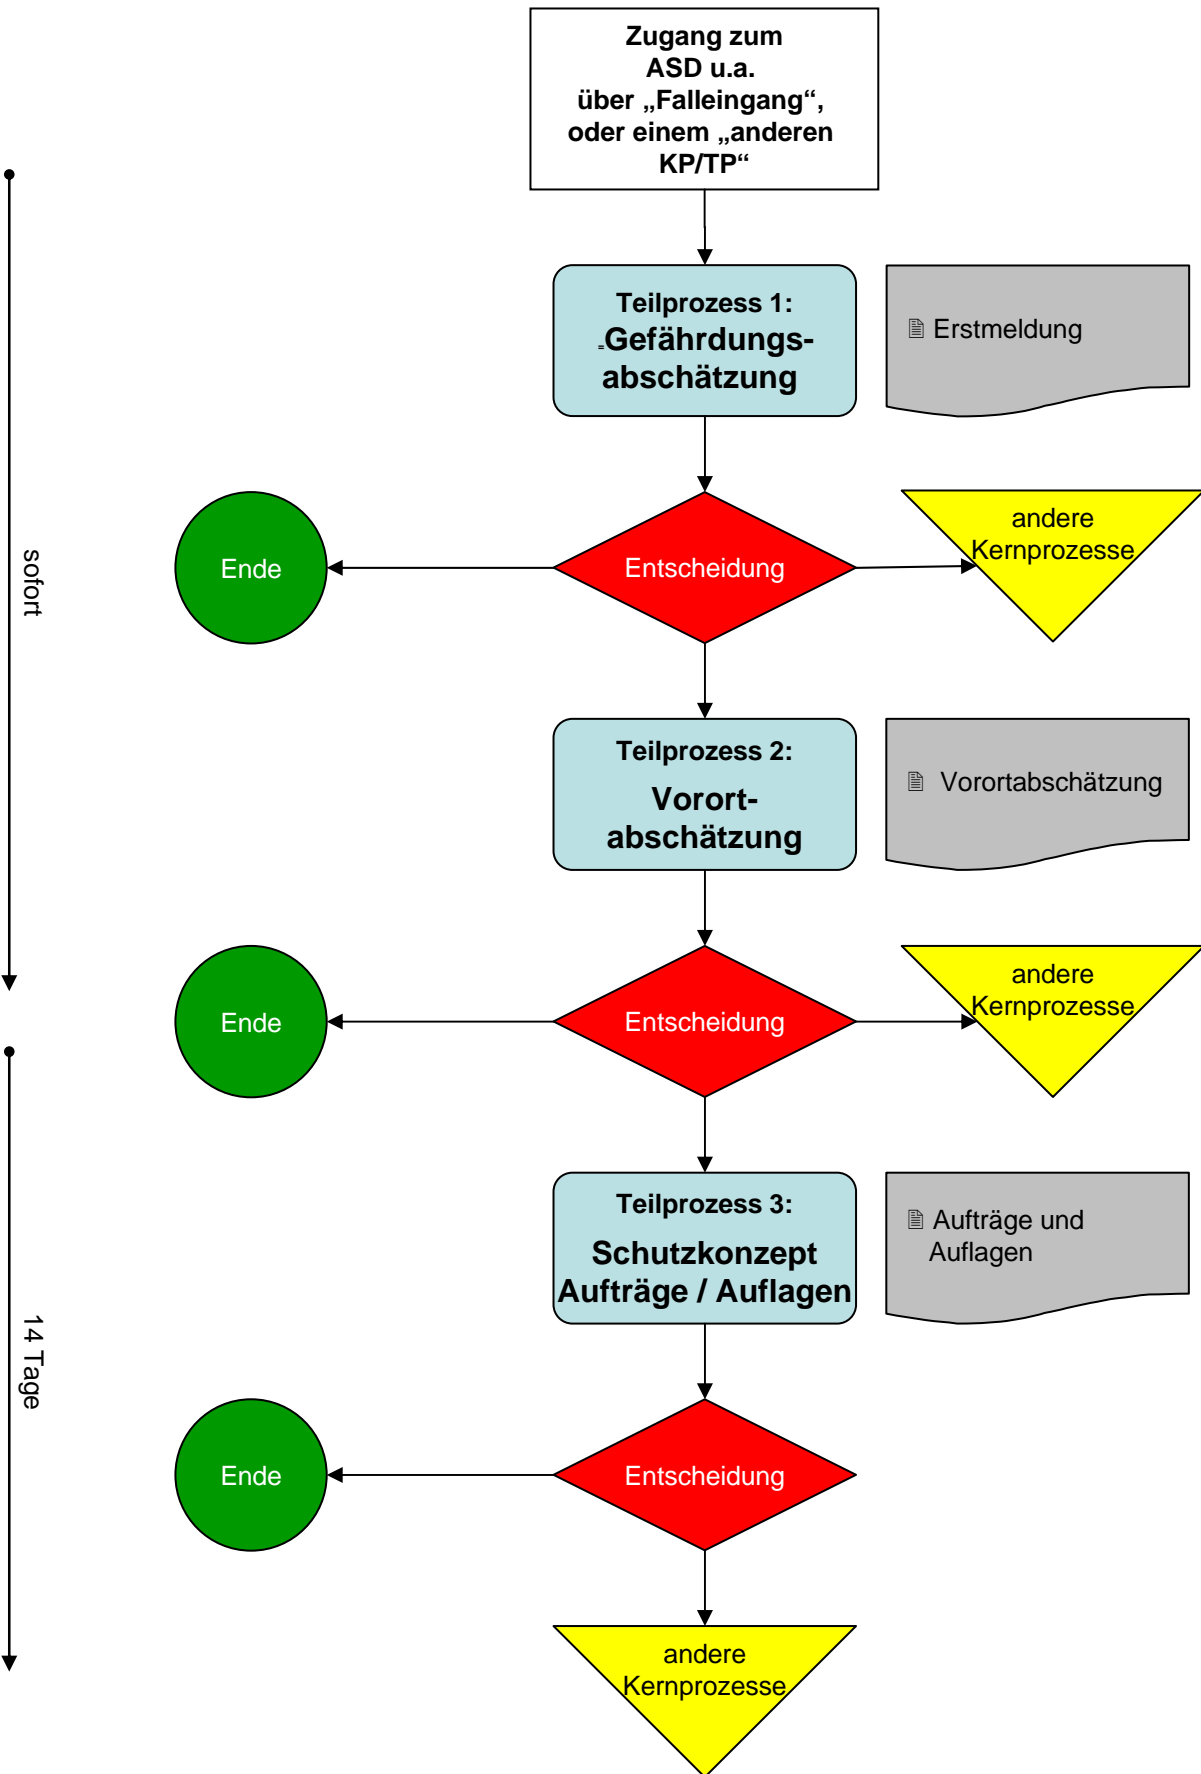 Zugang zum
ASD u.a.
über „Falleingang“,
oder einem „anderen
KP/TP“
Teilprozess 1:
Gefährdungs-
abschätzung
Erstmeldung
Ende
Entscheidung
andere
Kernprozesse
sofort
Teilprozess 2:
Vorort-
abschätzung
Vorortabschätzung
Ende
Entscheidung
andere
Kernprozesse
Teilprozess 3:
Schutzkonzept
Aufträge / Auflagen
Aufträge und
Auflagen
14 Tage
Ende
Entscheidung
andere
Kernprozesse